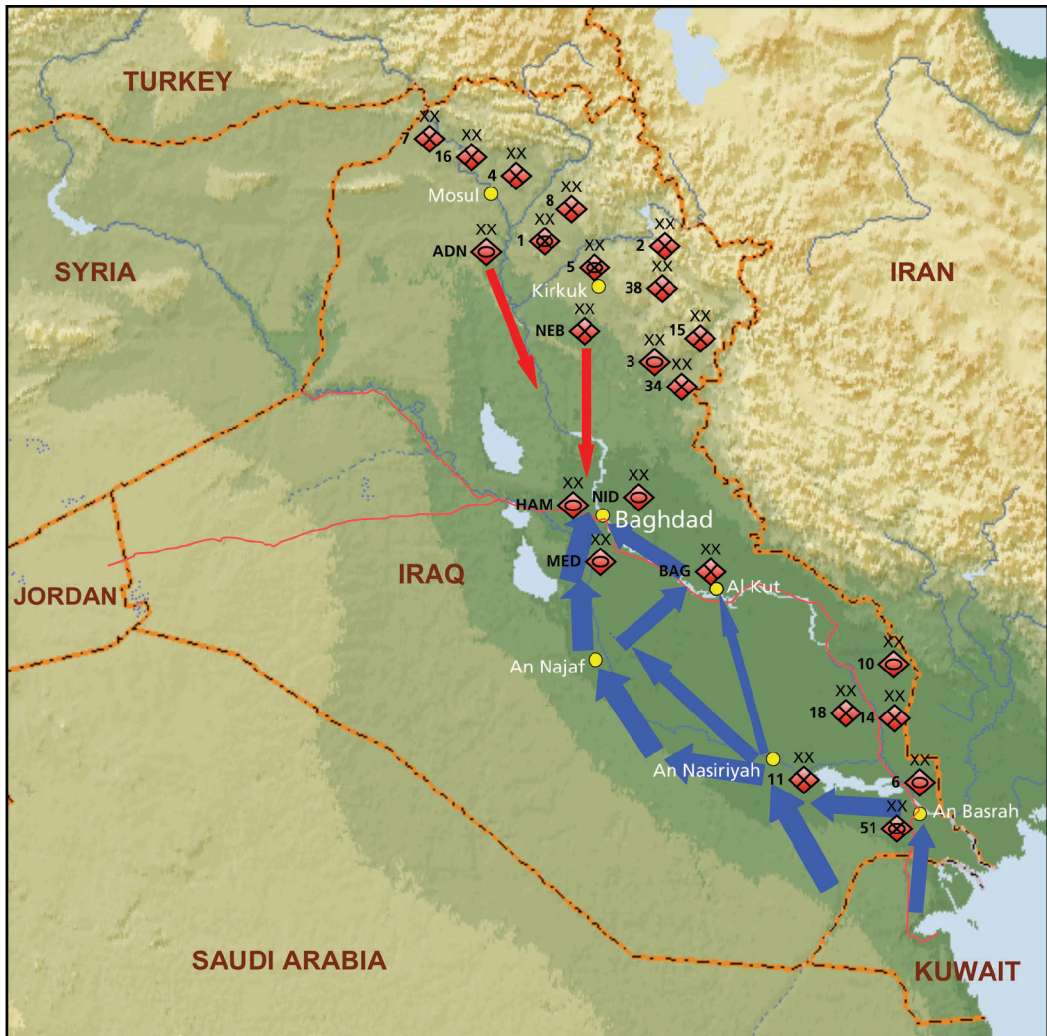 TURKEY
XX
7
XX
16
XX
4
Mosul
XX
8
XX
ADN
XX
1
XX
5
Kirkuk
XX
2
XX
38
SYRIA
IRAN
XX
NEB
XX
15
XX
3
XX
34
XX
HAM
XX
NID
Baghdad
XX
MED
XX
BAG
Al Kut
IRAQ
JORDAN
An Najaf
XX
10
XX
18
XX
14
An Nasiriyah
XX
11
XX
6
An Basrah
XX
51
SAUDI ARABIA
KUWAIT